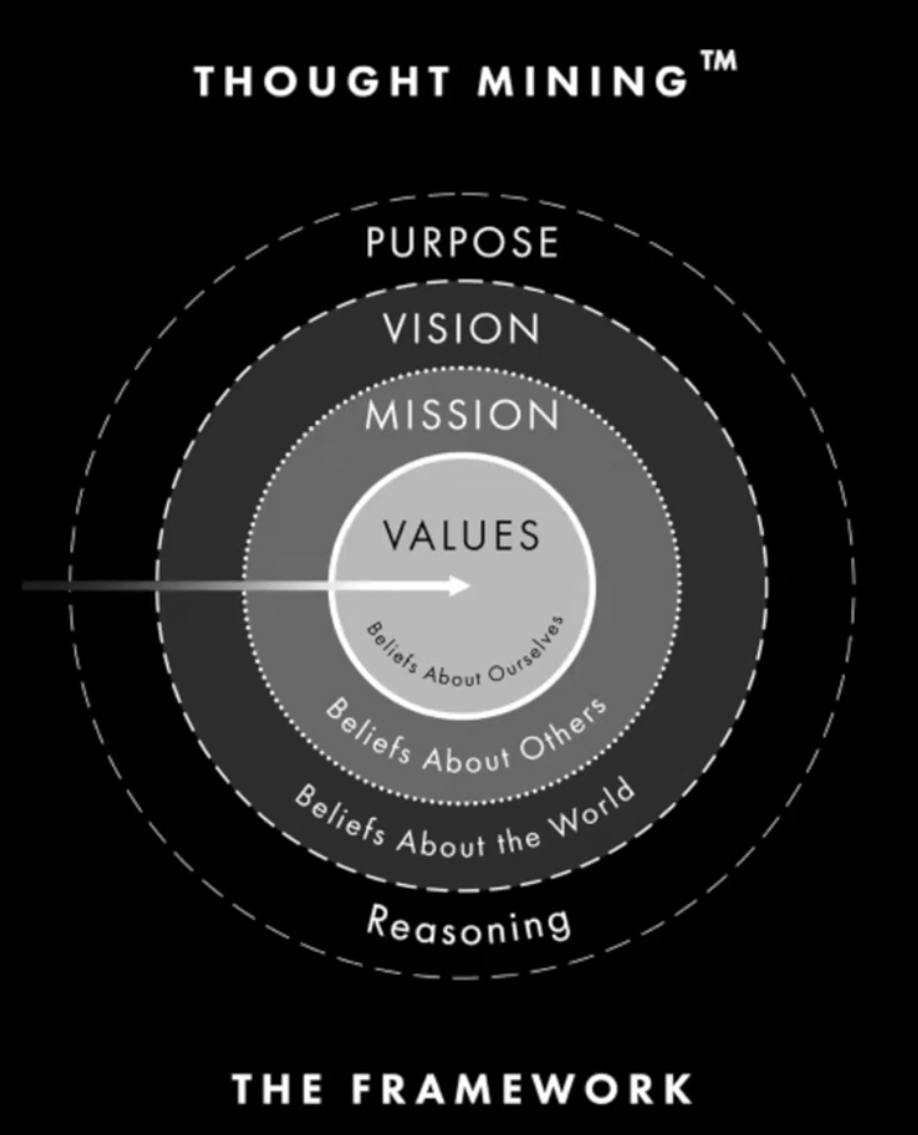 THOUGHT MINING™
PURPOSE
VISION
MISSION
VALUES
Beliefs About Ourselves
Beliefs About Others
Beliefs About the World
Reasoning
THE FRAMEWORK